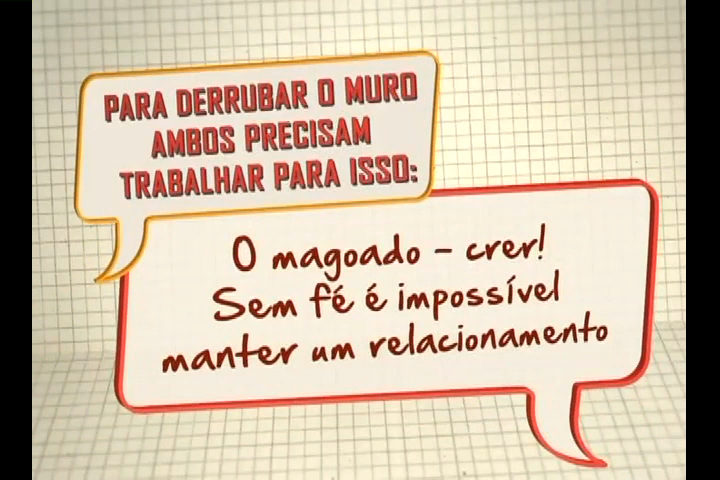 PARA DERRUBAR O MURO
AMBOS PRECISAM
TRABALHAR PARA ISSO:
O magoado - crer!
Sem fé é impossível
manter um relacionamento